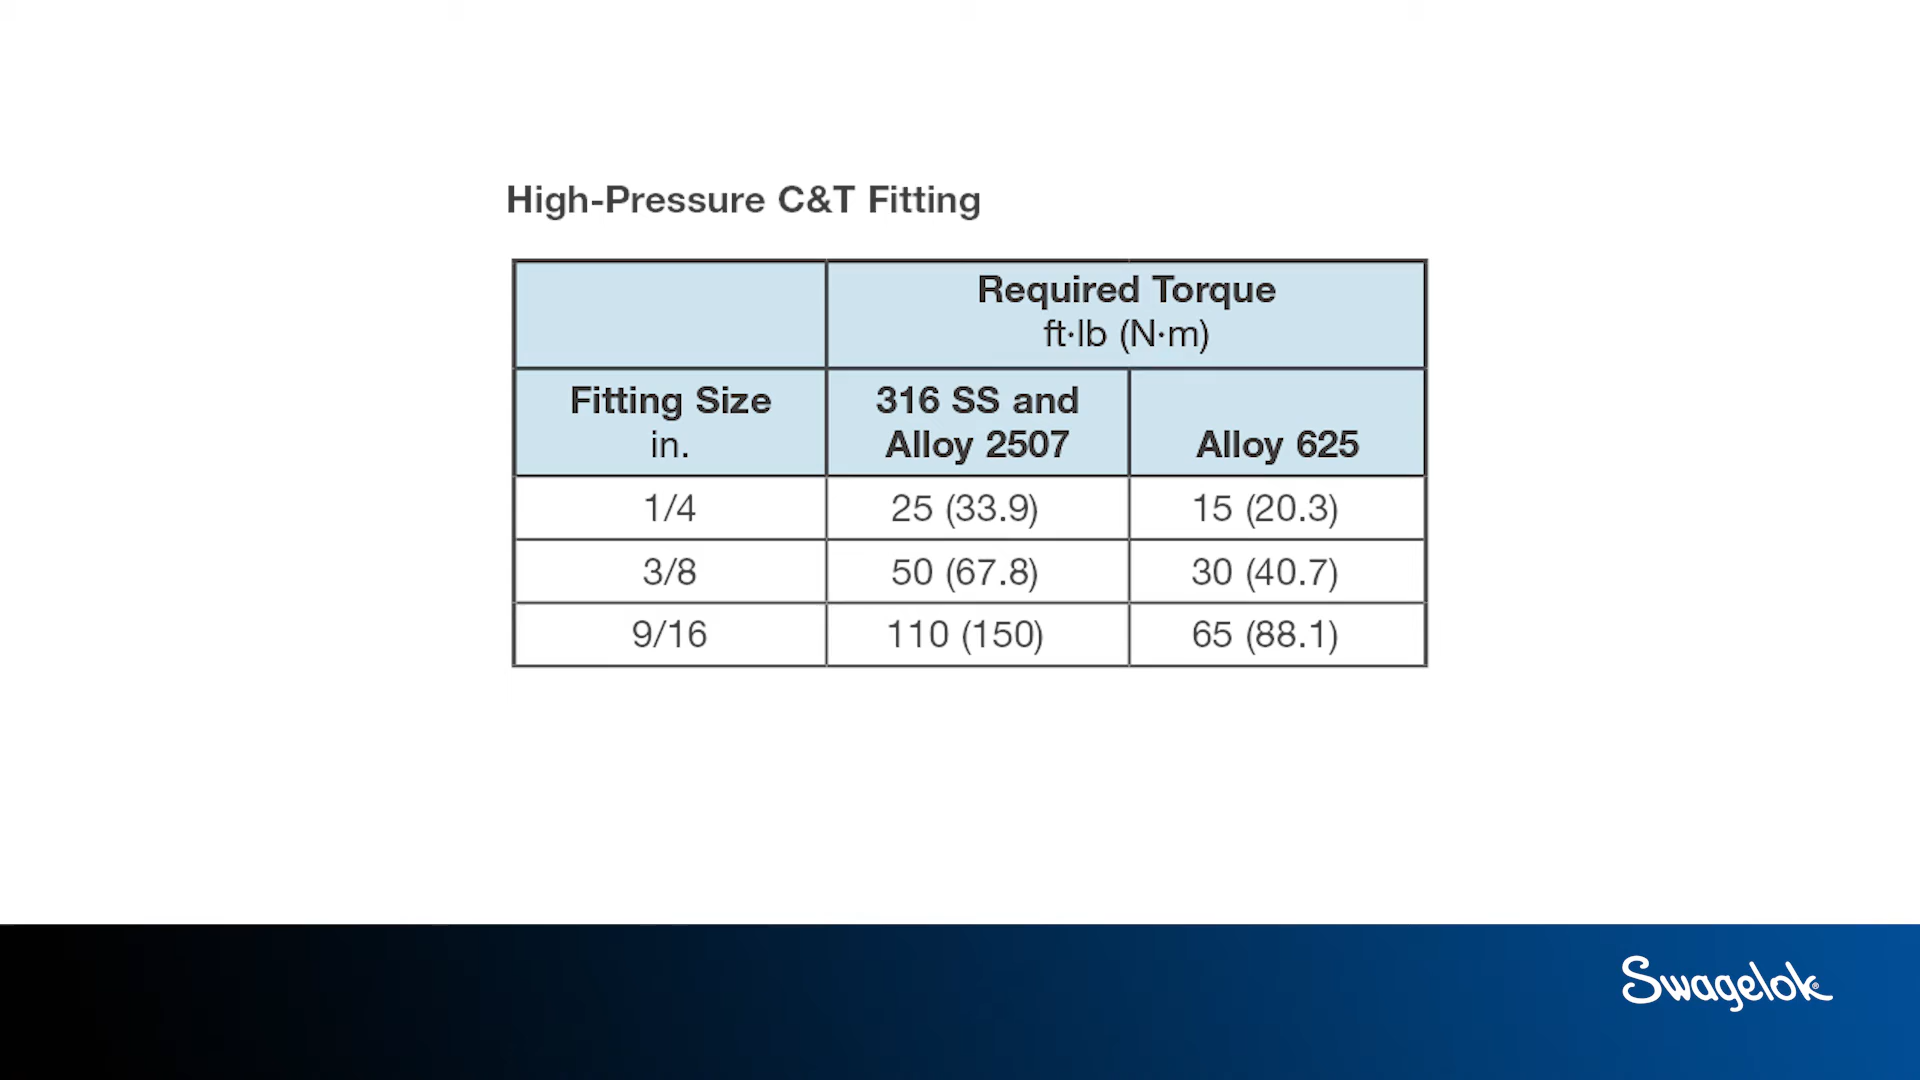 High-Pressure C&T Fitting
Required Torque
ft·lb (N·m)
Fitting Size
in.
316 SS and
Alloy 2507
Alloy 625
1/4 25 (33.9) 15 (20.3)
3/8 50 (67.8) 30 (40.7)
9/16 110 (150) 65 (88.1)
Swagelok®